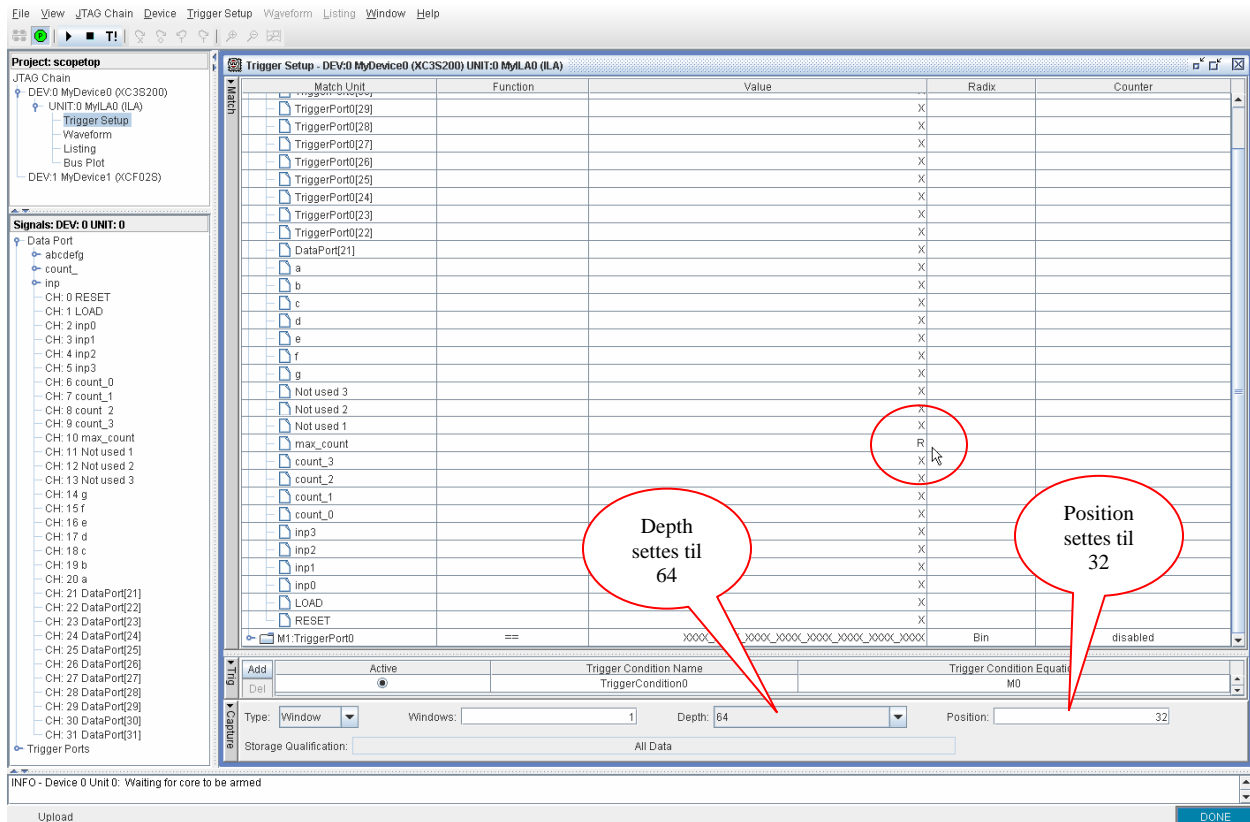 File View JTAG Chain Device Trigger Setup Waveform Listing Window Help
T!
Project: scopetop
JTAG Chain
DEV:0 MyDevice0 (XC3S200)
UNIT:0 MyILA0 (ILA)
Trigger Setup
Waveform
Listing
Bus Plot
DEV:1 MyDevice1 (XCF02S)
Signals: DEV: 0 UNIT: 0
Data Port
abcdefg
count_
inp
CH: 0 RESET
CH: 1 LOAD
CH: 2 inp0
CH: 3 inp1
CH: 4 inp2
CH: 5 inp3
CH: 6 count_0
CH: 7 count_1
CH: 8 count 2
CH: 9 count_3
CH: 10 max_count
CH: 11 Not used 1
CH: 12 Not used 2
CH: 13 Not used 3
CH: 14 g
CH: 15 f
CH: 16 e
CH: 17 d
CH: 18 c
CH: 19 b
CH: 20 a
CH: 21 DataPort[21]
CH: 22 DataPort[22]
CH: 23 DataPort[23]
CH: 24 DataPort[24]
CH: 25 DataPort[25]
CH: 26 DataPort[26]
CH: 27 DataPort[27]
CH: 28 DataPort[28]
CH: 29 DataPort[29]
CH: 30 DataPort[30]
CH: 31 DataPort[31]
Trigger Ports
Trigger Setup - DEV:0 MyDevice0 (XC3S200) UNIT:0 MyILA0 (ILA)
Match
Match Unit Function Value Radix Counter
TriggerPort0[29] X
TriggerPort0[28] X
TriggerPort0[27] X
TriggerPort0[26] X
TriggerPort0[25] X
TriggerPort0[24] X
TriggerPort0[23] X
TriggerPort0[22] X
DataPort[21] X
a X
b X
c X
d X
e X
f X
g X
Not used 3 X
Not used 2 X
Not used 1 X
max_count R
count_3 X
count_2 X
count_1 X
count_0 X
inp3 X
inp2 X
inp1 X
inp0 X
LOAD X
RESET X
M1:TriggerPort0 == XXXX_ XXXX_XXXX_XXXX_XXXX_XXXX Bin disabled
Depth
settes til
64
Position
settes til
32
Trig
Add Active Trigger Condition Name Trigger Condition
Del TriggerCondition0 M0
Capture
Type: Window Windows: 1 Depth: 64 Position: 32
Storage Qualification: All Data
INFO - Device 0 Unit 0: Waiting for core to be armed
Upload DONE